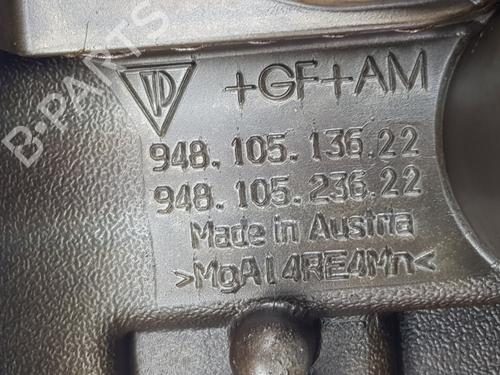 B-PARTS
+GF+AM
948.105.136.22
948.105.236.22
Made in Austria
>MgAl4RE4Mn<